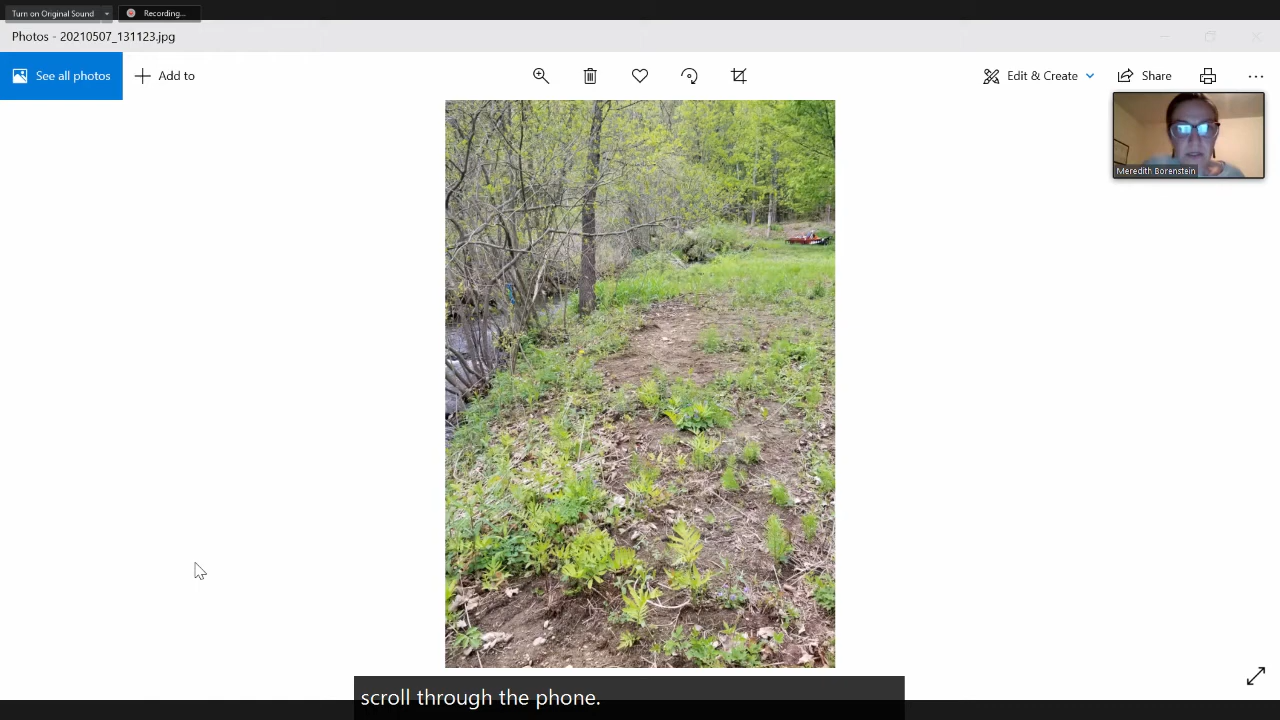 Turn on Original Sound
Recording...
Photos - 20210507_131123.jpg
See all photos
Add to
Edit & Create
Share
Meredith Borenstein
scroll through the phone.